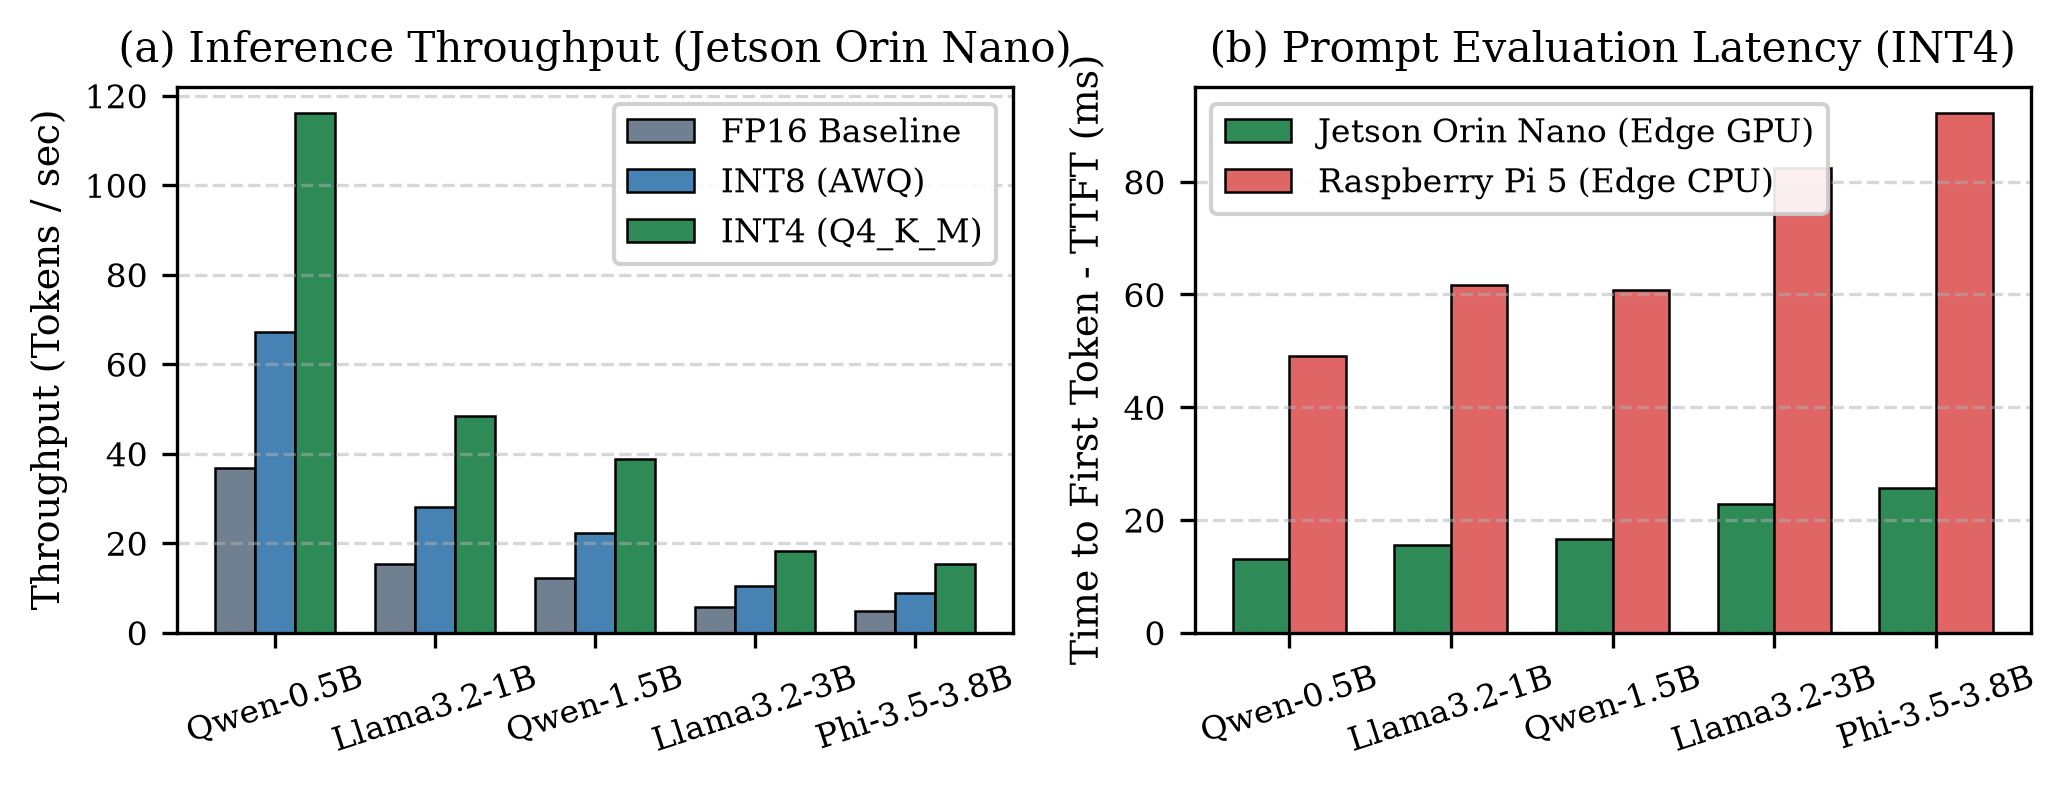 (a) Inference Throughput (Jetson Orin Nano)
Throughput (Tokens / sec)
120
100
80
60
40
20
0
FP16 Baseline
INT8 (AWQ)
INT4 (Q4_K_M)
Qwen-0.5B
Llama3.2-1B
Qwen-1.5B
Llama3.2-3B
Phi-3.5-3.8B
(b) Prompt Evaluation Latency (INT4)
Time to First Token - TTFT (ms)
80
60
40
20
0
Jetson Orin Nano (Edge GPU)
Raspberry Pi 5 (Edge CPU)
Qwen-0.5B
Llama3.2-1B
Qwen-1.5B
Llama3.2-3B
Phi-3.5-3.8B